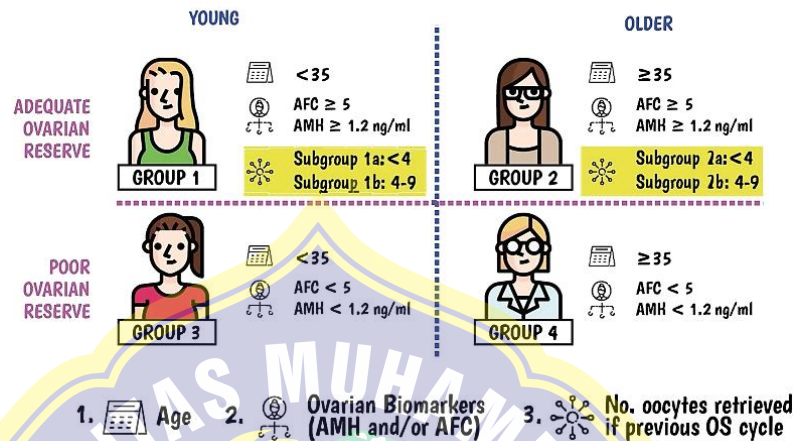 YOUNG
OLDER
ADEQUATE
OVARIAN
RESERVE
<35
AFC ≥ 5
AMH ≥ 1.2 ng/ml
Subgroup 1a:<4
Subgroup 1b: 4-9
GROUP 1
≥35
AFC ≥ 5
AMH ≥ 1.2 ng/ml
Subgroup 2a:<4
Subgroup 2b: 4-9
GROUP 2
POOR
OVARIAN
RESERVE
<35
AFC < 5
AMH < 1.2 ng/ml
GROUP 3
≥35
AFC < 5
AMH < 1.2 ng/ml
GROUP 4
1. Age
2. Ovarian Biomarkers
(AMH and/or AFC)
3. No. oocytes retrieved
if previous OS cycle